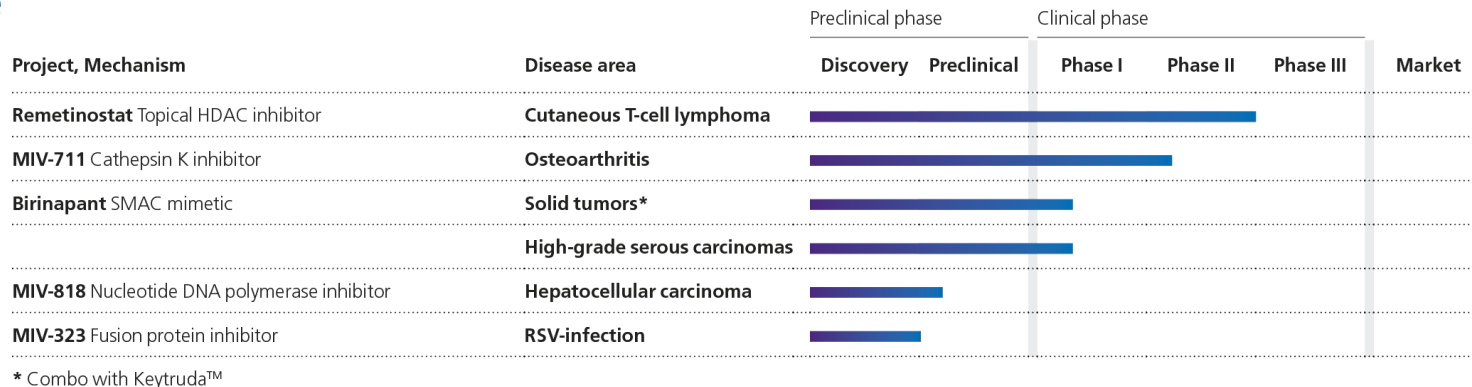 Preclinical phase Clinical phase
Project, Mechanism Disease area Discovery Preclinical Phase I Phase II Phase III Market
Remetinostat Topical HDAC inhibitor Cutaneous T-cell lymphoma
MIV-711 Cathepsin K inhibitor Osteoarthritis
Birinapant SMAC mimetic Solid tumors*
High-grade serous carcinomas
MIV-818 Nucleotide DNA polymerase inhibitor Hepatocellular carcinoma
MIV-323 Fusion protein inhibitor RSV-infection
* Combo with Keytruda™